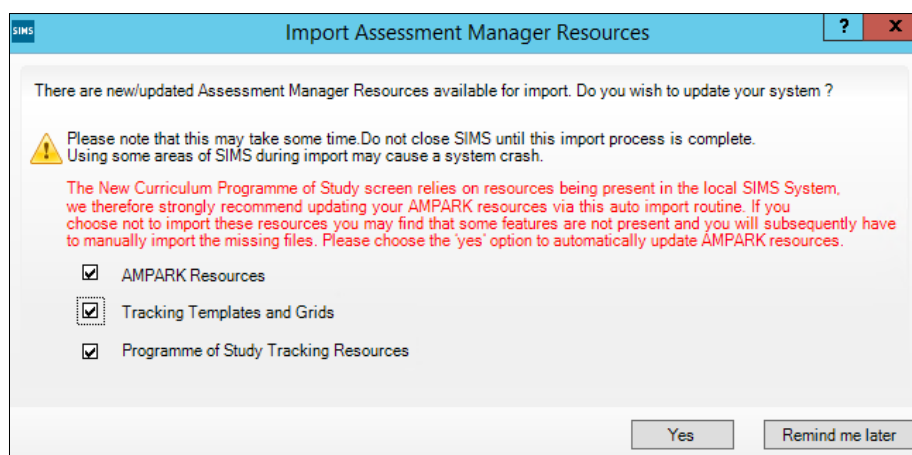 SIMS
Import Assessment Manager Resources
?
x
There are new/updated Assessment Manager Resources available for import. Do you wish to update your system ?
Please note that this may take some time.Do not close SIMS until this import process is complete.
Using some areas of SIMS during import may cause a system crash.
The New Curriculum Programme of Study screen relies on resources being present in the local SIMS System,
we therefore strongly recommend updating your AMPARK resources via this auto import routine. If you
choose not to import these resources you may find that some features are not present and you will subsequently have
to manually import the missing files. Please choose the 'yes' option to automatically update AMPARK resources.
AMPARK Resources
Tracking Templates and Grids
Programme of Study Tracking Resources
Yes
Remind me later